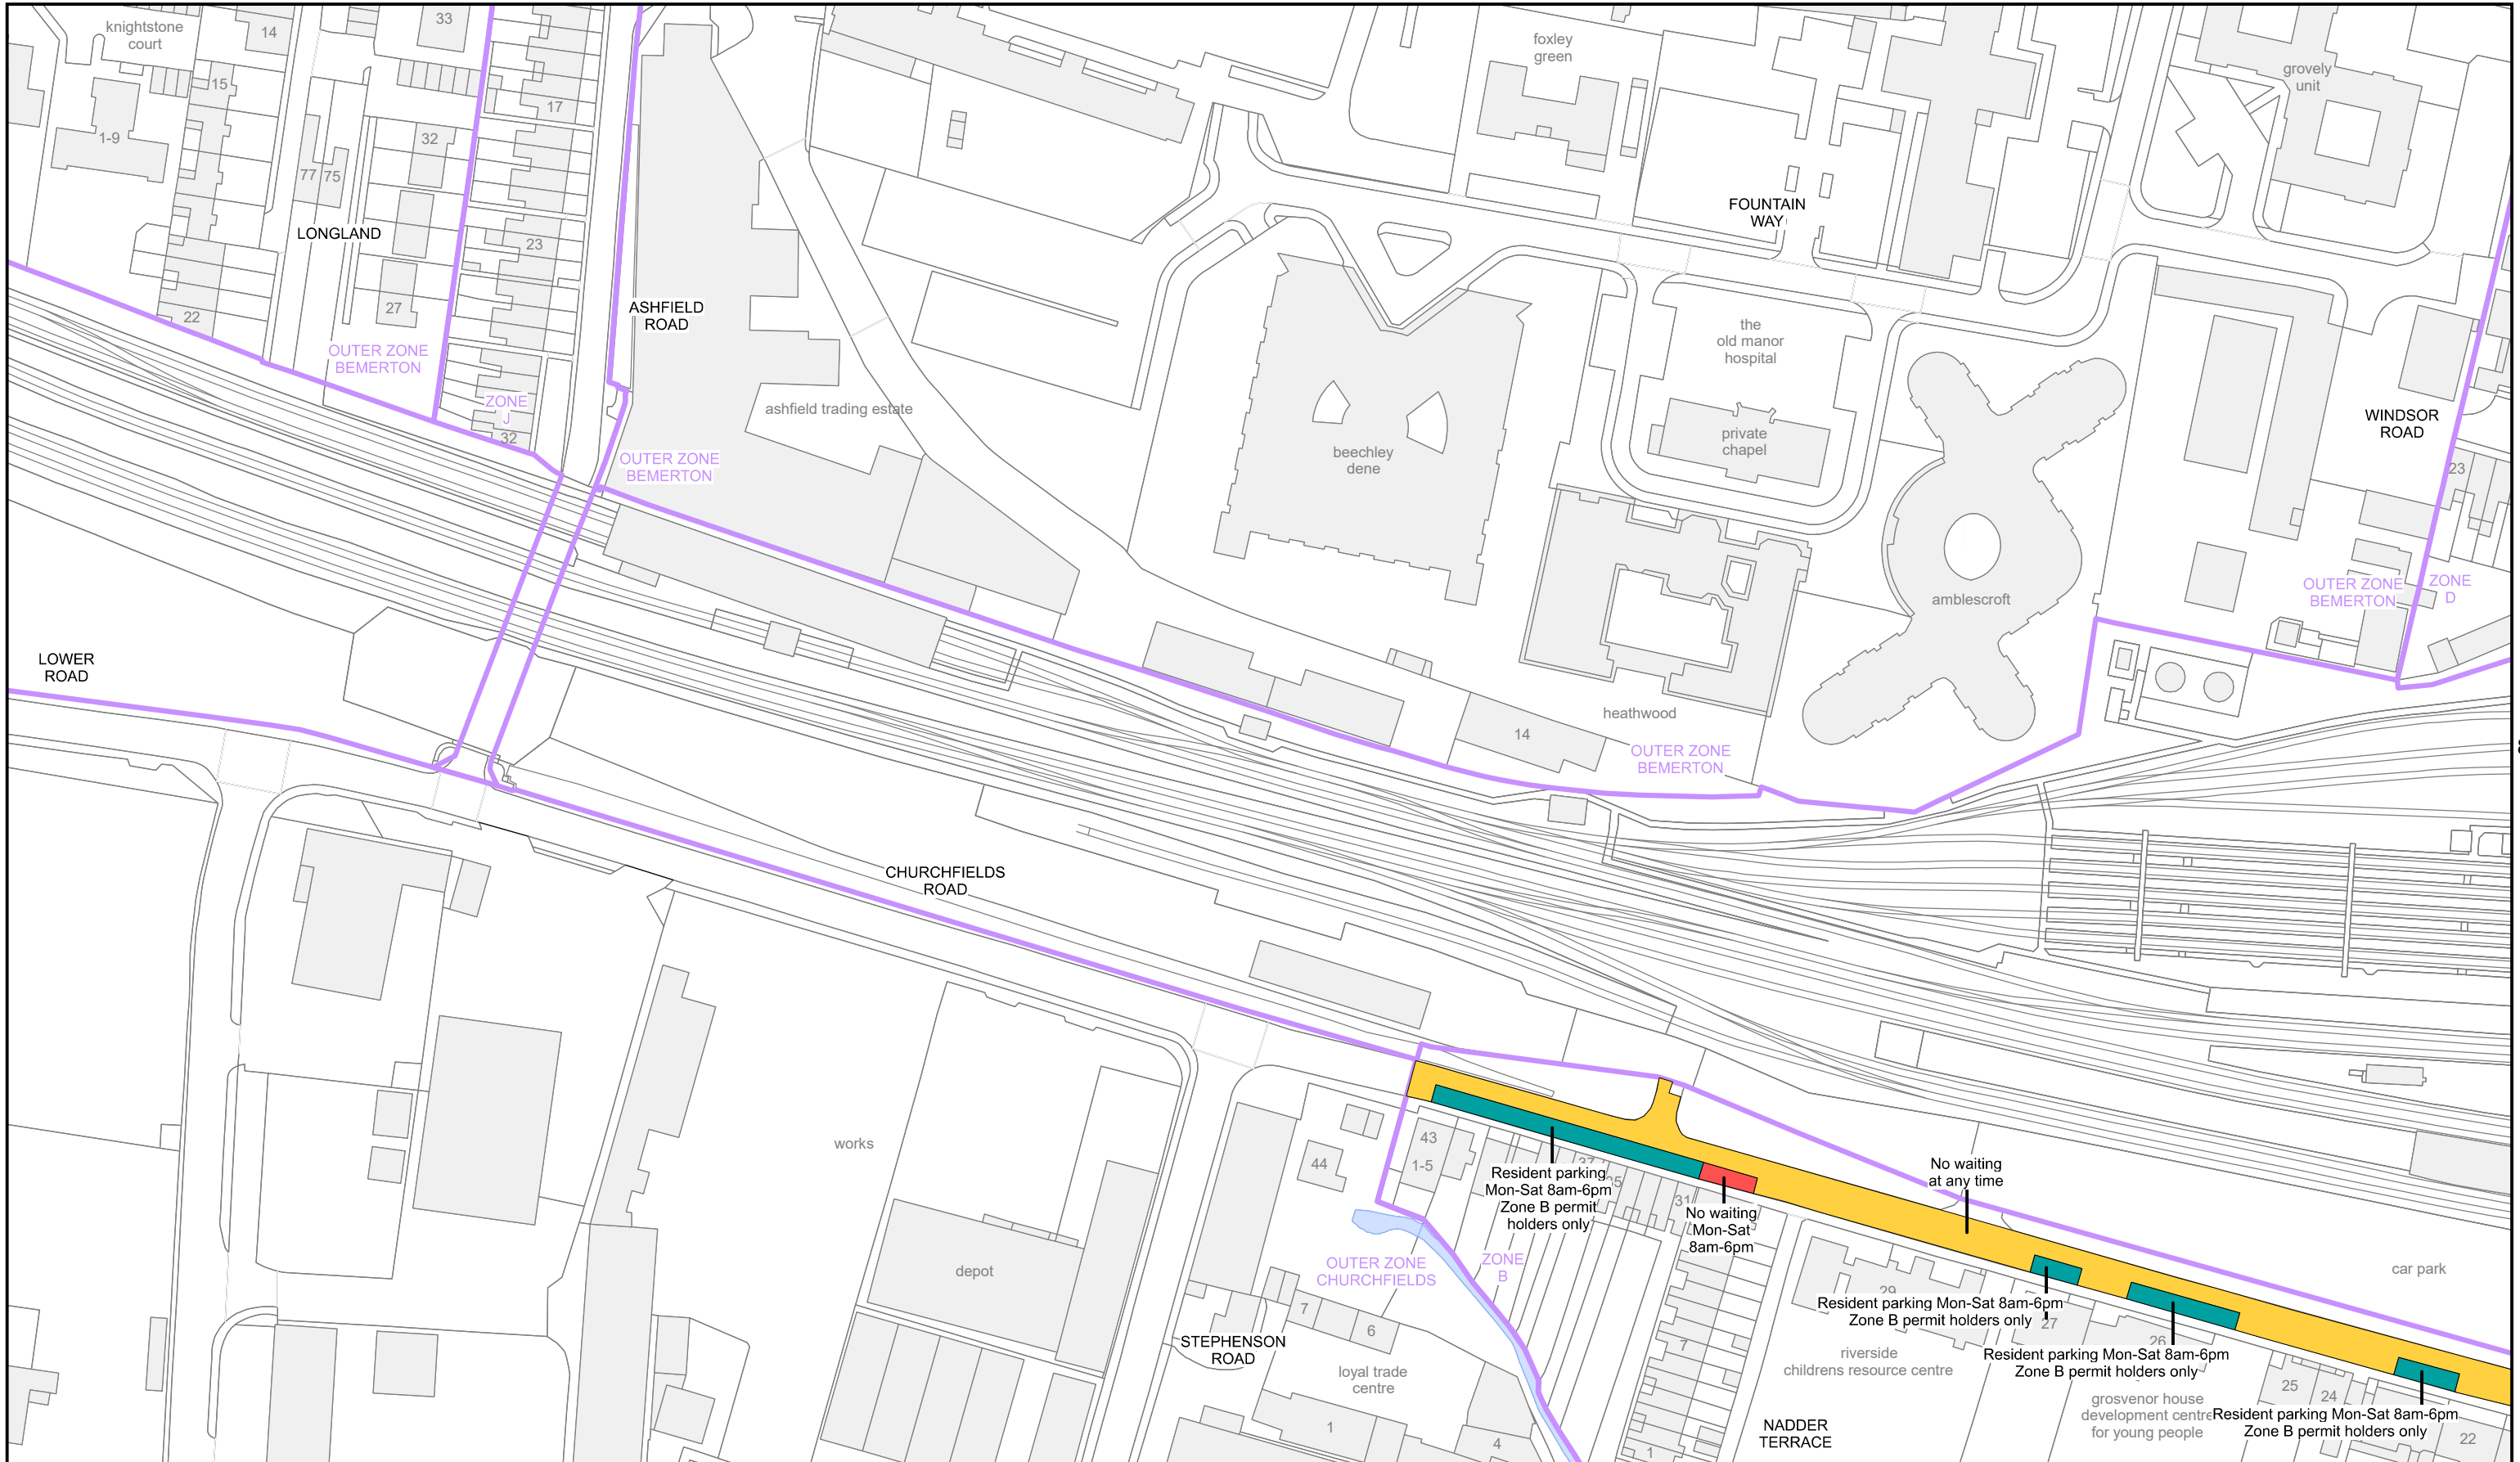 knightstone
court
14
33
15
17
1-9
32
77
75
LONGLAND
23
22
27
OUTER ZONE
BEMERTON
ZONE
J
32
ASHFIELD
ROAD
ashfield trading estate
OUTER ZONE
BEMERTON
foxley
green
FOUNTAIN
WAY
grovely
unit
the
old manor
hospital
private
chapel
beechley
dene
WINDSOR
ROAD
23
amblescroft
OUTER ZONE
BEMERTON
ZONE
D
heathwood
14
OUTER ZONE
BEMERTON
LOWER
ROAD
CHURCHFIELDS
ROAD
works
depot
44
43
1-5
37
35
31
Resident parking
Mon-Sat 8am-6pm
Zone B permit
holders only
No waiting
Mon-Sat
8am-6pm
No waiting
at any time
OUTER ZONE
CHURCHFIELDS
ZONE
B
7
6
STEPHENSON
ROAD
loyal trade
centre
1
4
7
1
29
Resident parking Mon-Sat 8am-6pm
Zone B permit holders only
27
riverside
childrens resource centre
26
Resident parking Mon-Sat 8am-6pm
Zone B permit holders only
car park
NADDER
TERRACE
grosvenor house
development centre
for young people
25
24
Resident parking Mon-Sat 8am-6pm
Zone B permit holders only
22